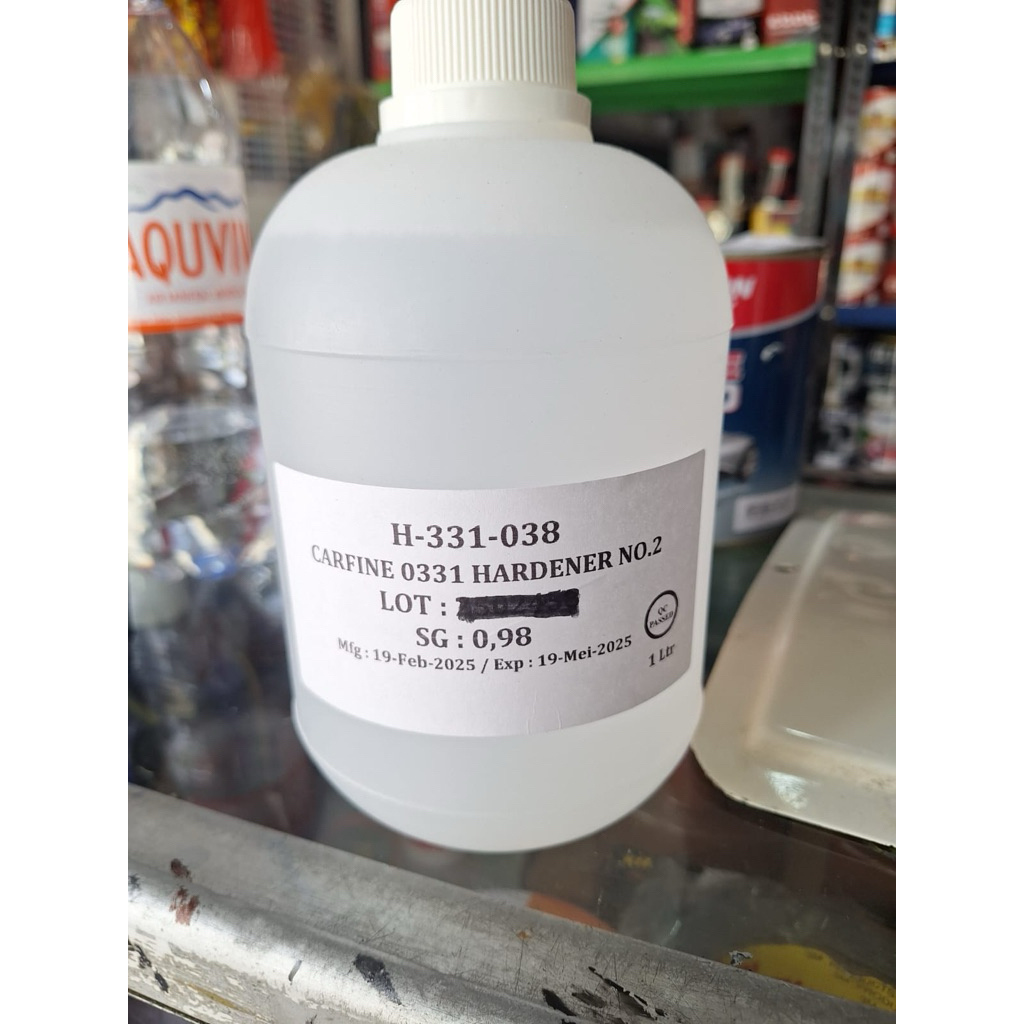 AQUVI
H-331-038
CARFINE 0331 HARDENER NO.2
LOT :
SG : 0,98
Mfg : 19-Feb-2025 / Exp : 19-Mei-2025
QC
PASSED
1 Ltr